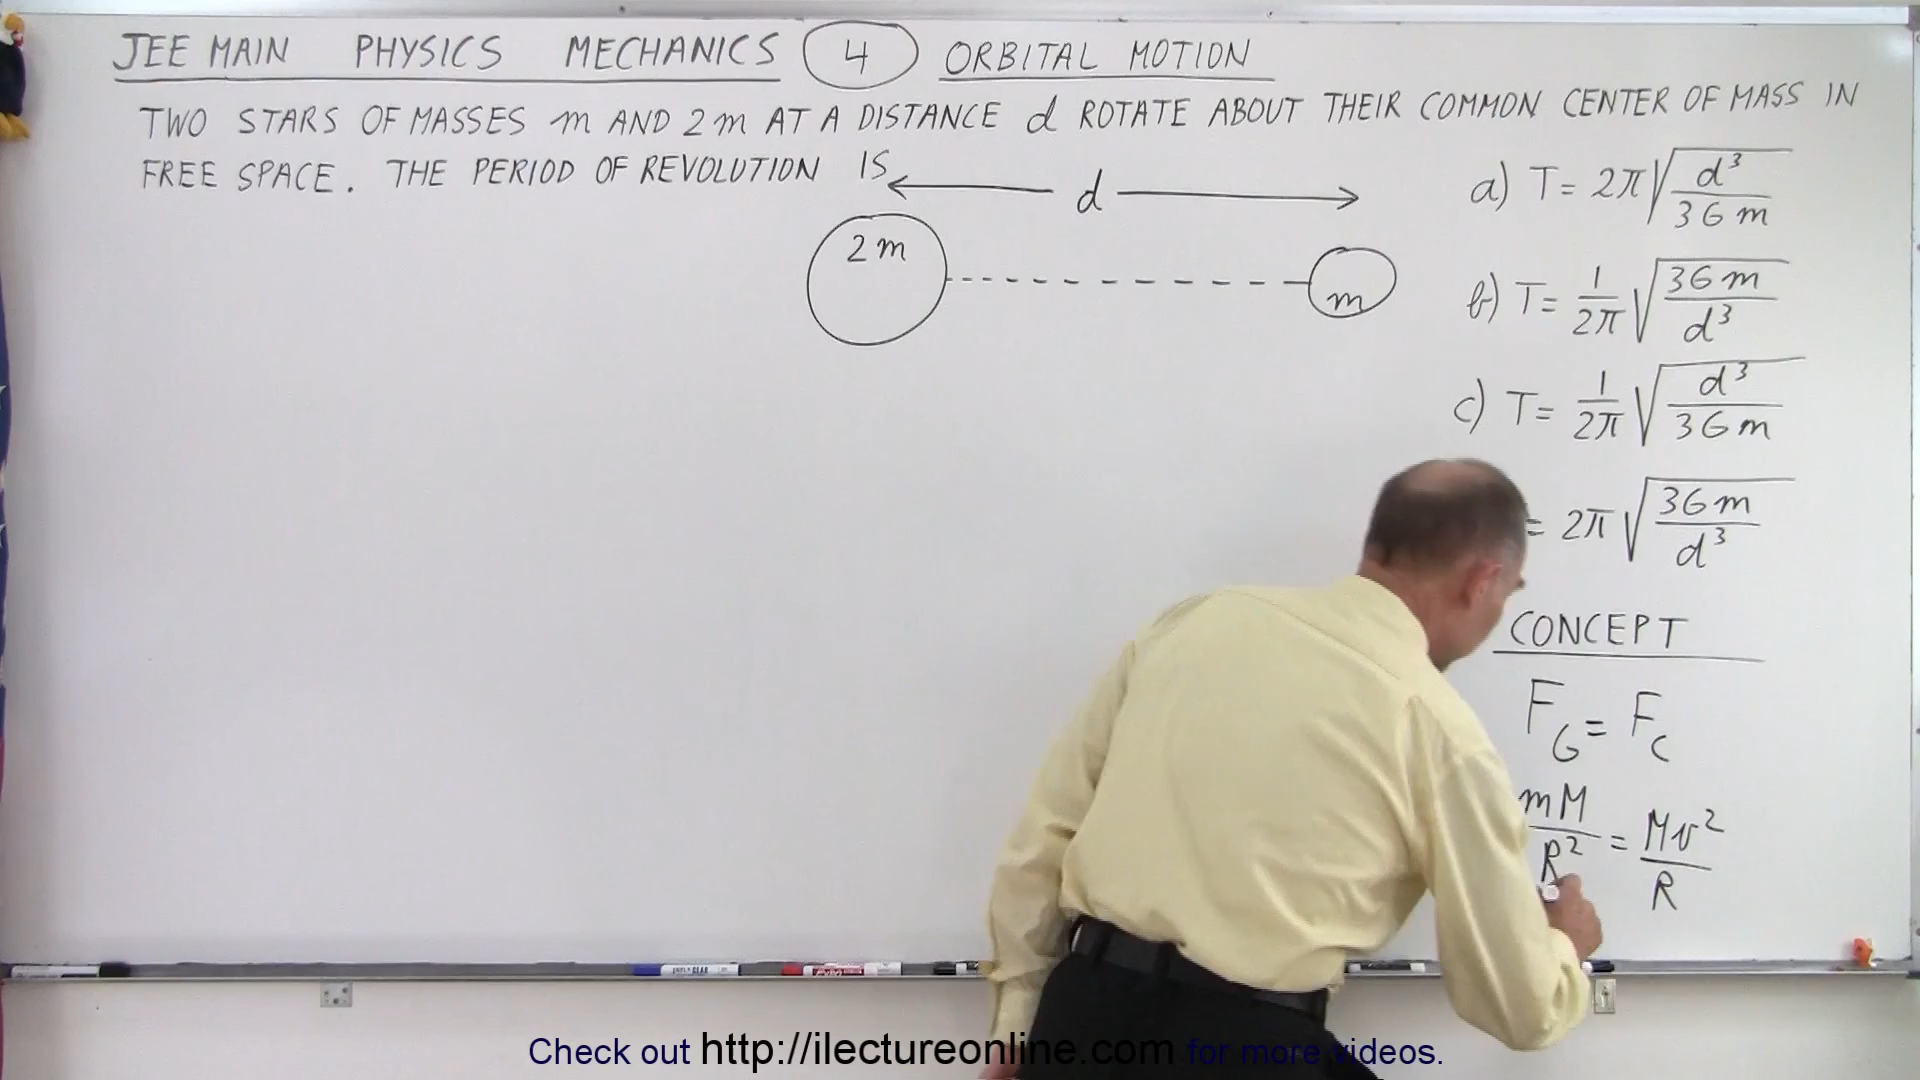 JEE MAIN PHYSICS MECHANICS 4 ORBITAL MOTION
TWO STARS OF MASSES m AND 2m AT A DISTANCE d ROTATE ABOUT THEIR COMMON CENTER OF MASS IN
FREE SPACE. THE PERIOD OF REVOLUTION IS
d
2m
m
a) T = 2π√(d³/3Gm)
b) T = 1/2π √(3Gm/d³)
c) T = 1/2π √(d³/3Gm)
= 2π√(3Gm/d³)
CONCEPT
F_G = F_C
mM/R² = Mv²/R
Check out http://ilectureonline.com for more videos.